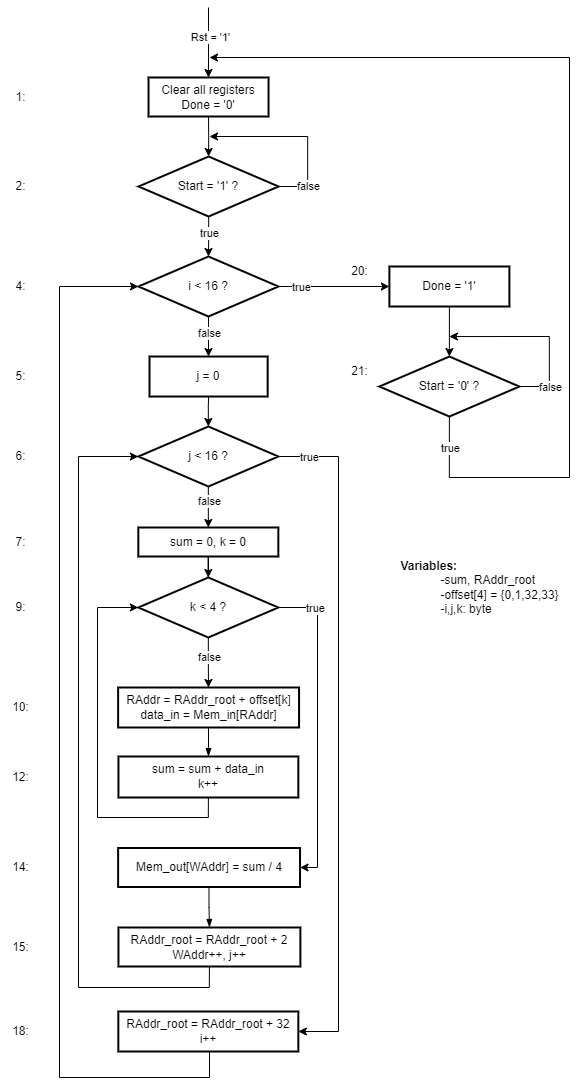 Rst = '1'
1:
Clear all registers
Done = '0'
2:
Start = '1' ?
false
true
4:
i < 16 ?
true
20:
Done = '1'
false
5:
j = 0
21:
Start = '0' ?
false
true
6:
j < 16 ?
true
false
7:
sum = 0, k = 0
Variables:
-sum, RAddr_root
-offset[4] = {0,1,32,33}
-i,j,k: byte
9:
k < 4 ?
true
false
10:
RAddr = RAddr_root + offset[k]
data_in = Mem_in[RAddr]
12:
sum = sum + data_in
k++
14:
Mem_out[WAddr] = sum / 4
15:
RAddr_root = RAddr_root + 2
WAddr++, j++
18:
RAddr_root = RAddr_root + 32
i++